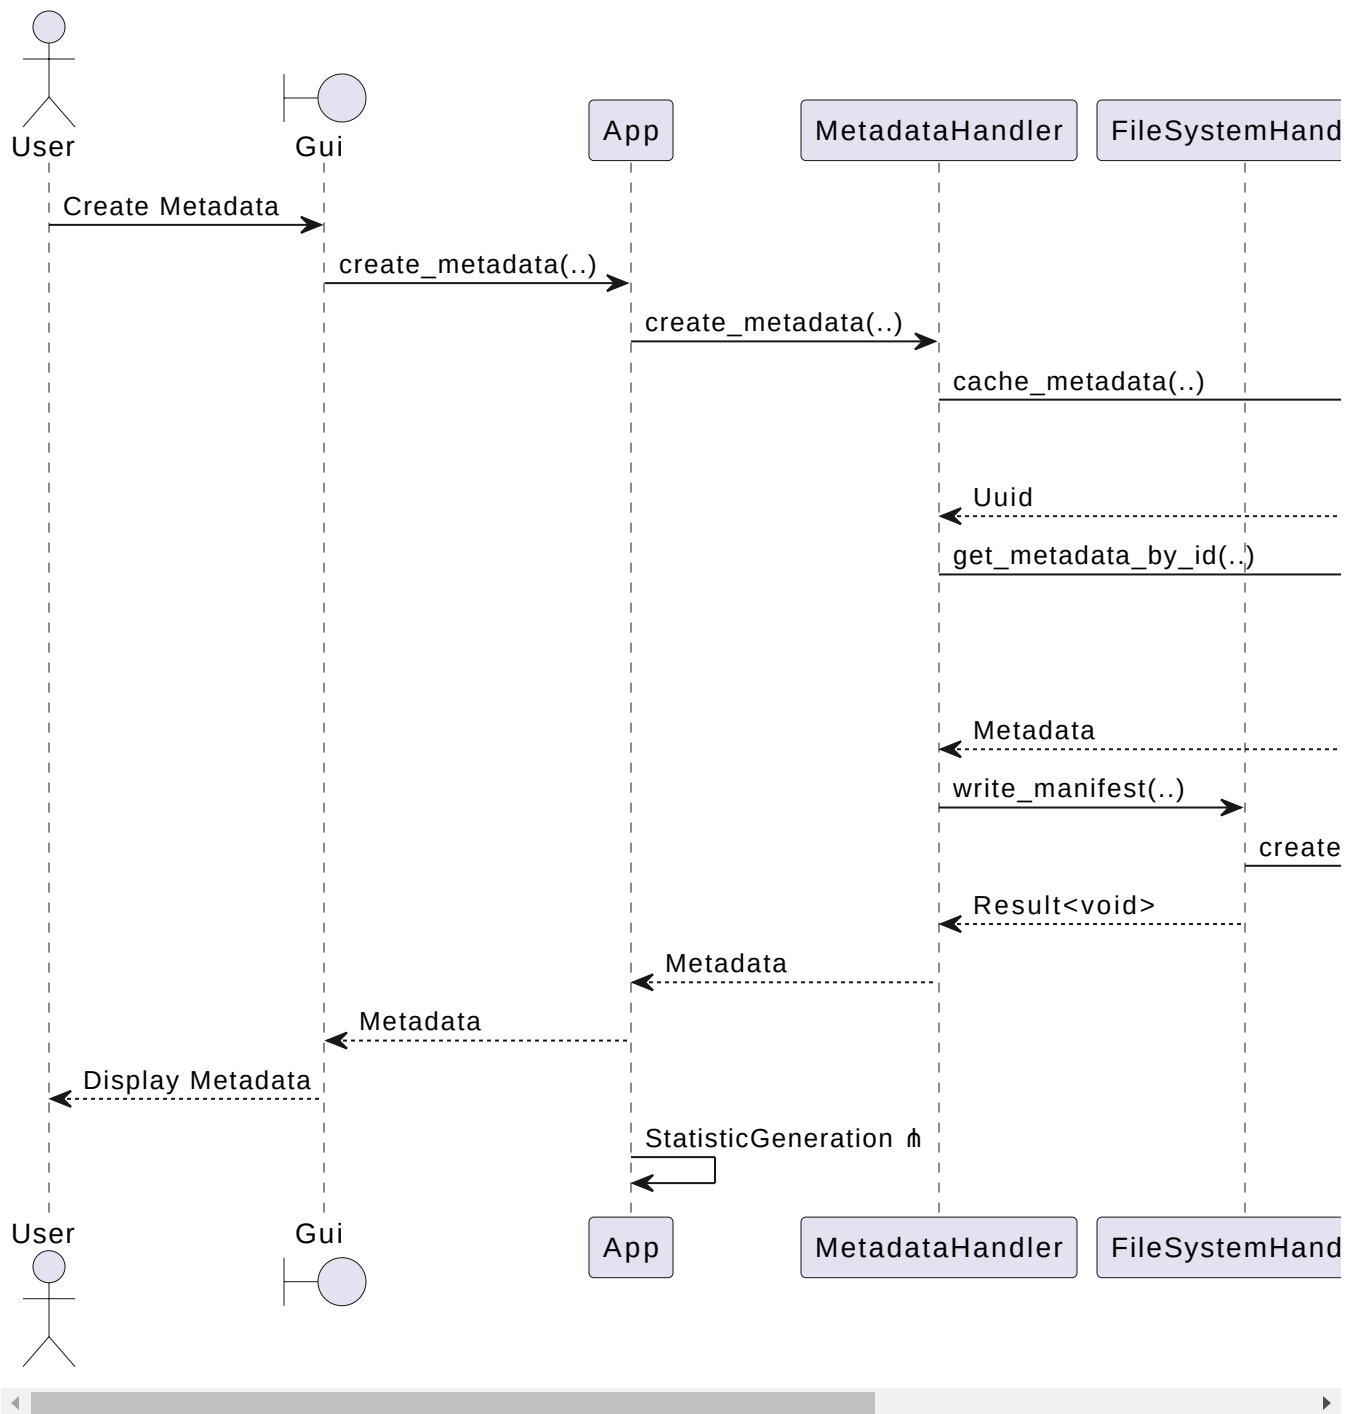 User
Gui
App
MetadataHandler
FileSystemHand
Create Metadata
create_metadata(..)
create_metadata(..)
cache_metadata(..)
Uuid
get_metadata_by_id(..)
Metadata
write_manifest(..)
create
Result<void>
Metadata
Metadata
Display Metadata
StatisticGeneration ⋔
User
Gui
App
MetadataHandler
FileSystemHand